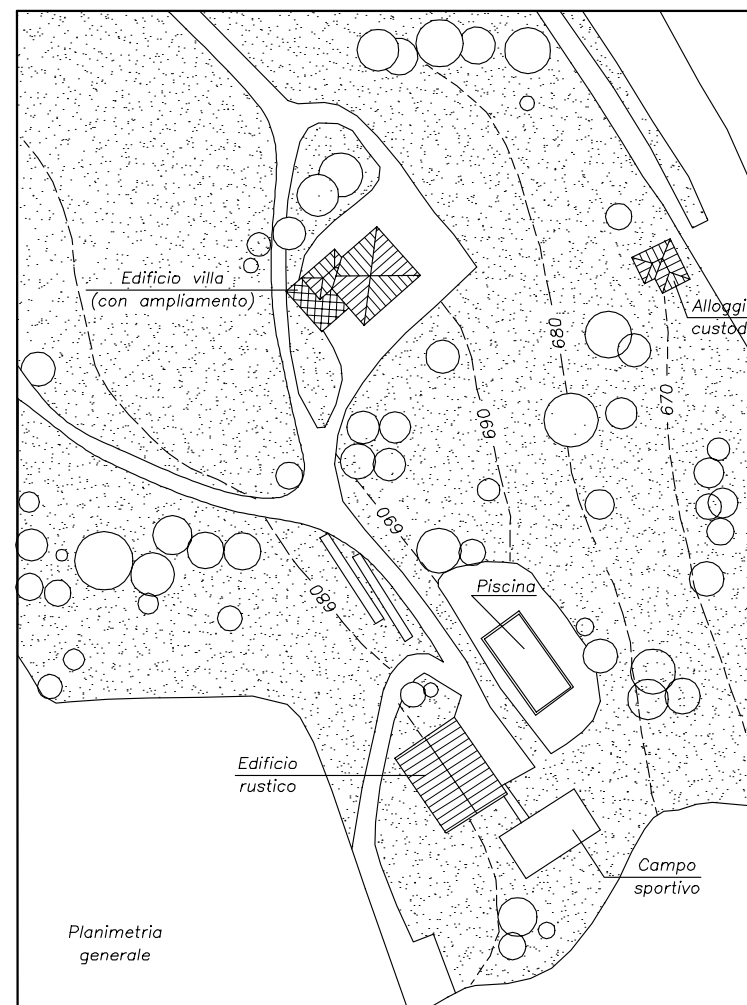 Edificio villa
(con ampliamento)
Alloggi
custod
680
670
690
690
680
Piscina
Edificio
rustico
Campo
sportivo
Planimetria
generale